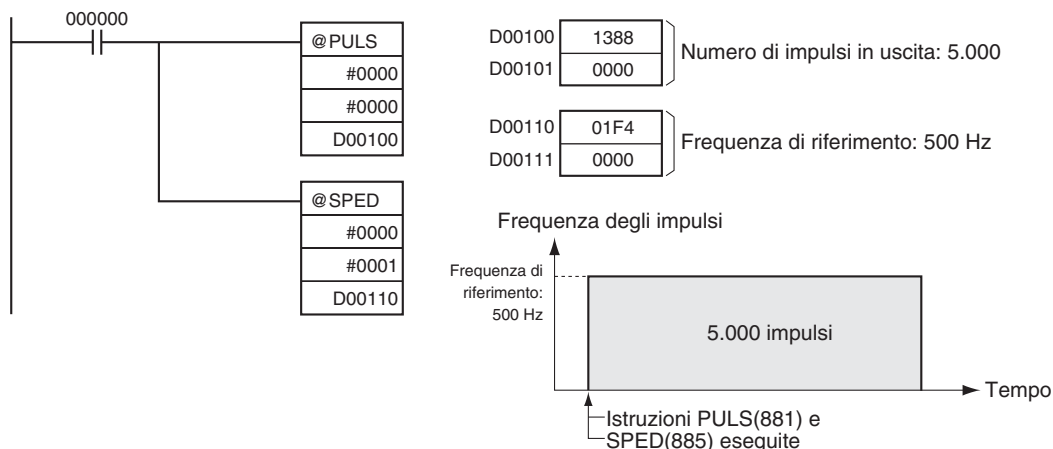 000000
@PULS
#0000
#0000
D00100
@SPED
#0000
#0001
D00110
D00100 1388
D00101 0000
Numero di impulsi in uscita: 5.000
D00110 01F4
D00111 0000
Frequenza di riferimento: 500 Hz
Frequenza degli impulsi
Frequenza di
riferimento:
500 Hz
5.000 impulsi
Tempo
Istruzioni PULS(881) e
SPED(885) eseguite